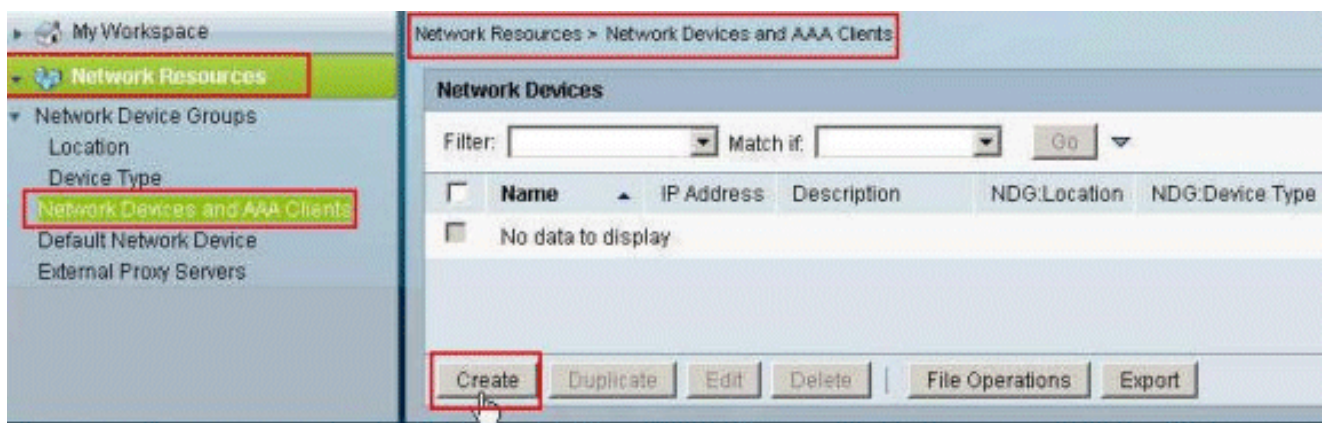 My Workspace
Network Resources
Network Device Groups
Location
Device Type
Network Devices and AAA Clients
Default Network Device
External Proxy Servers
Network Resources > Network Devices and AAA Clients
Network Devices
Filter: Match if: Go
Name IP Address Description NDG:Location NDG:Device Type
No data to display
Create Duplicate Edit Delete | File Operations Export